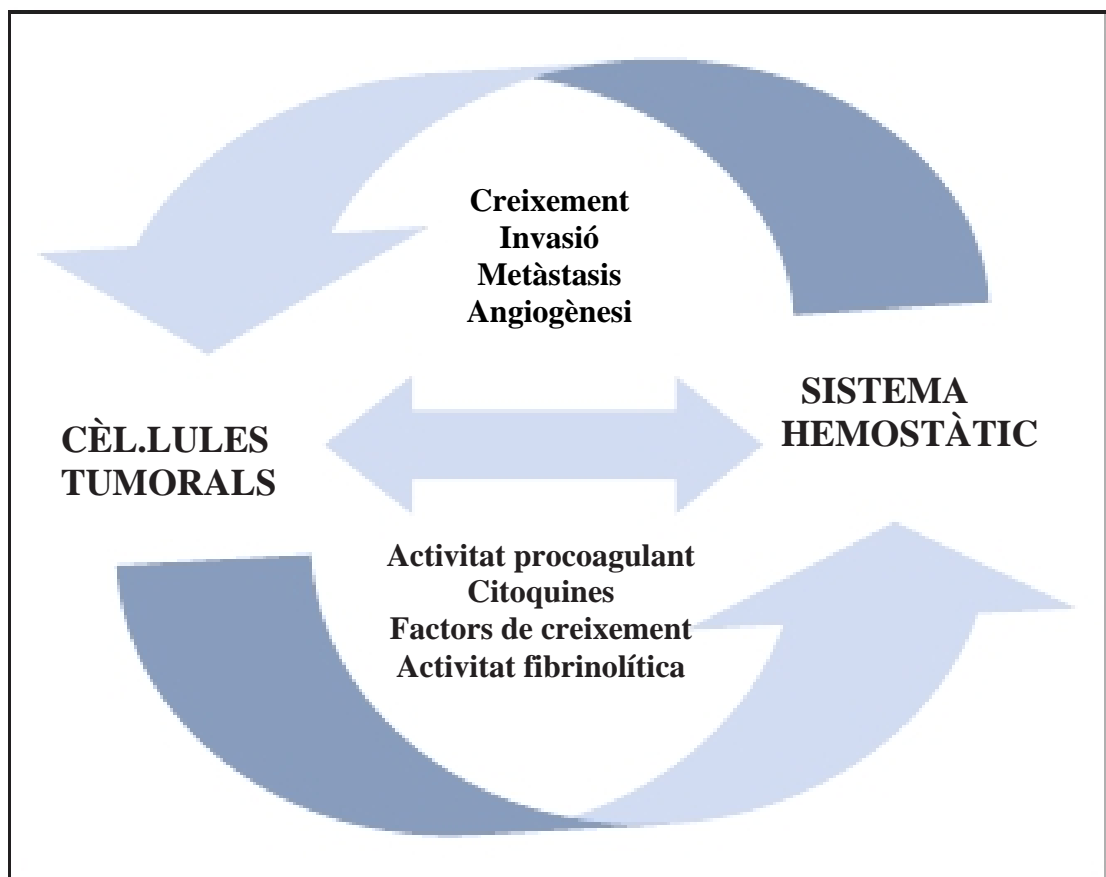 Creixement
Invasió
Metàstasis
Angiogènesi
SISTEMA
HEMOSTÀTIC
CÈL.LULES
TUMORALS
Activitat procoagulant
Citoquines
Factors de creixement
Activitat fibrinolítica